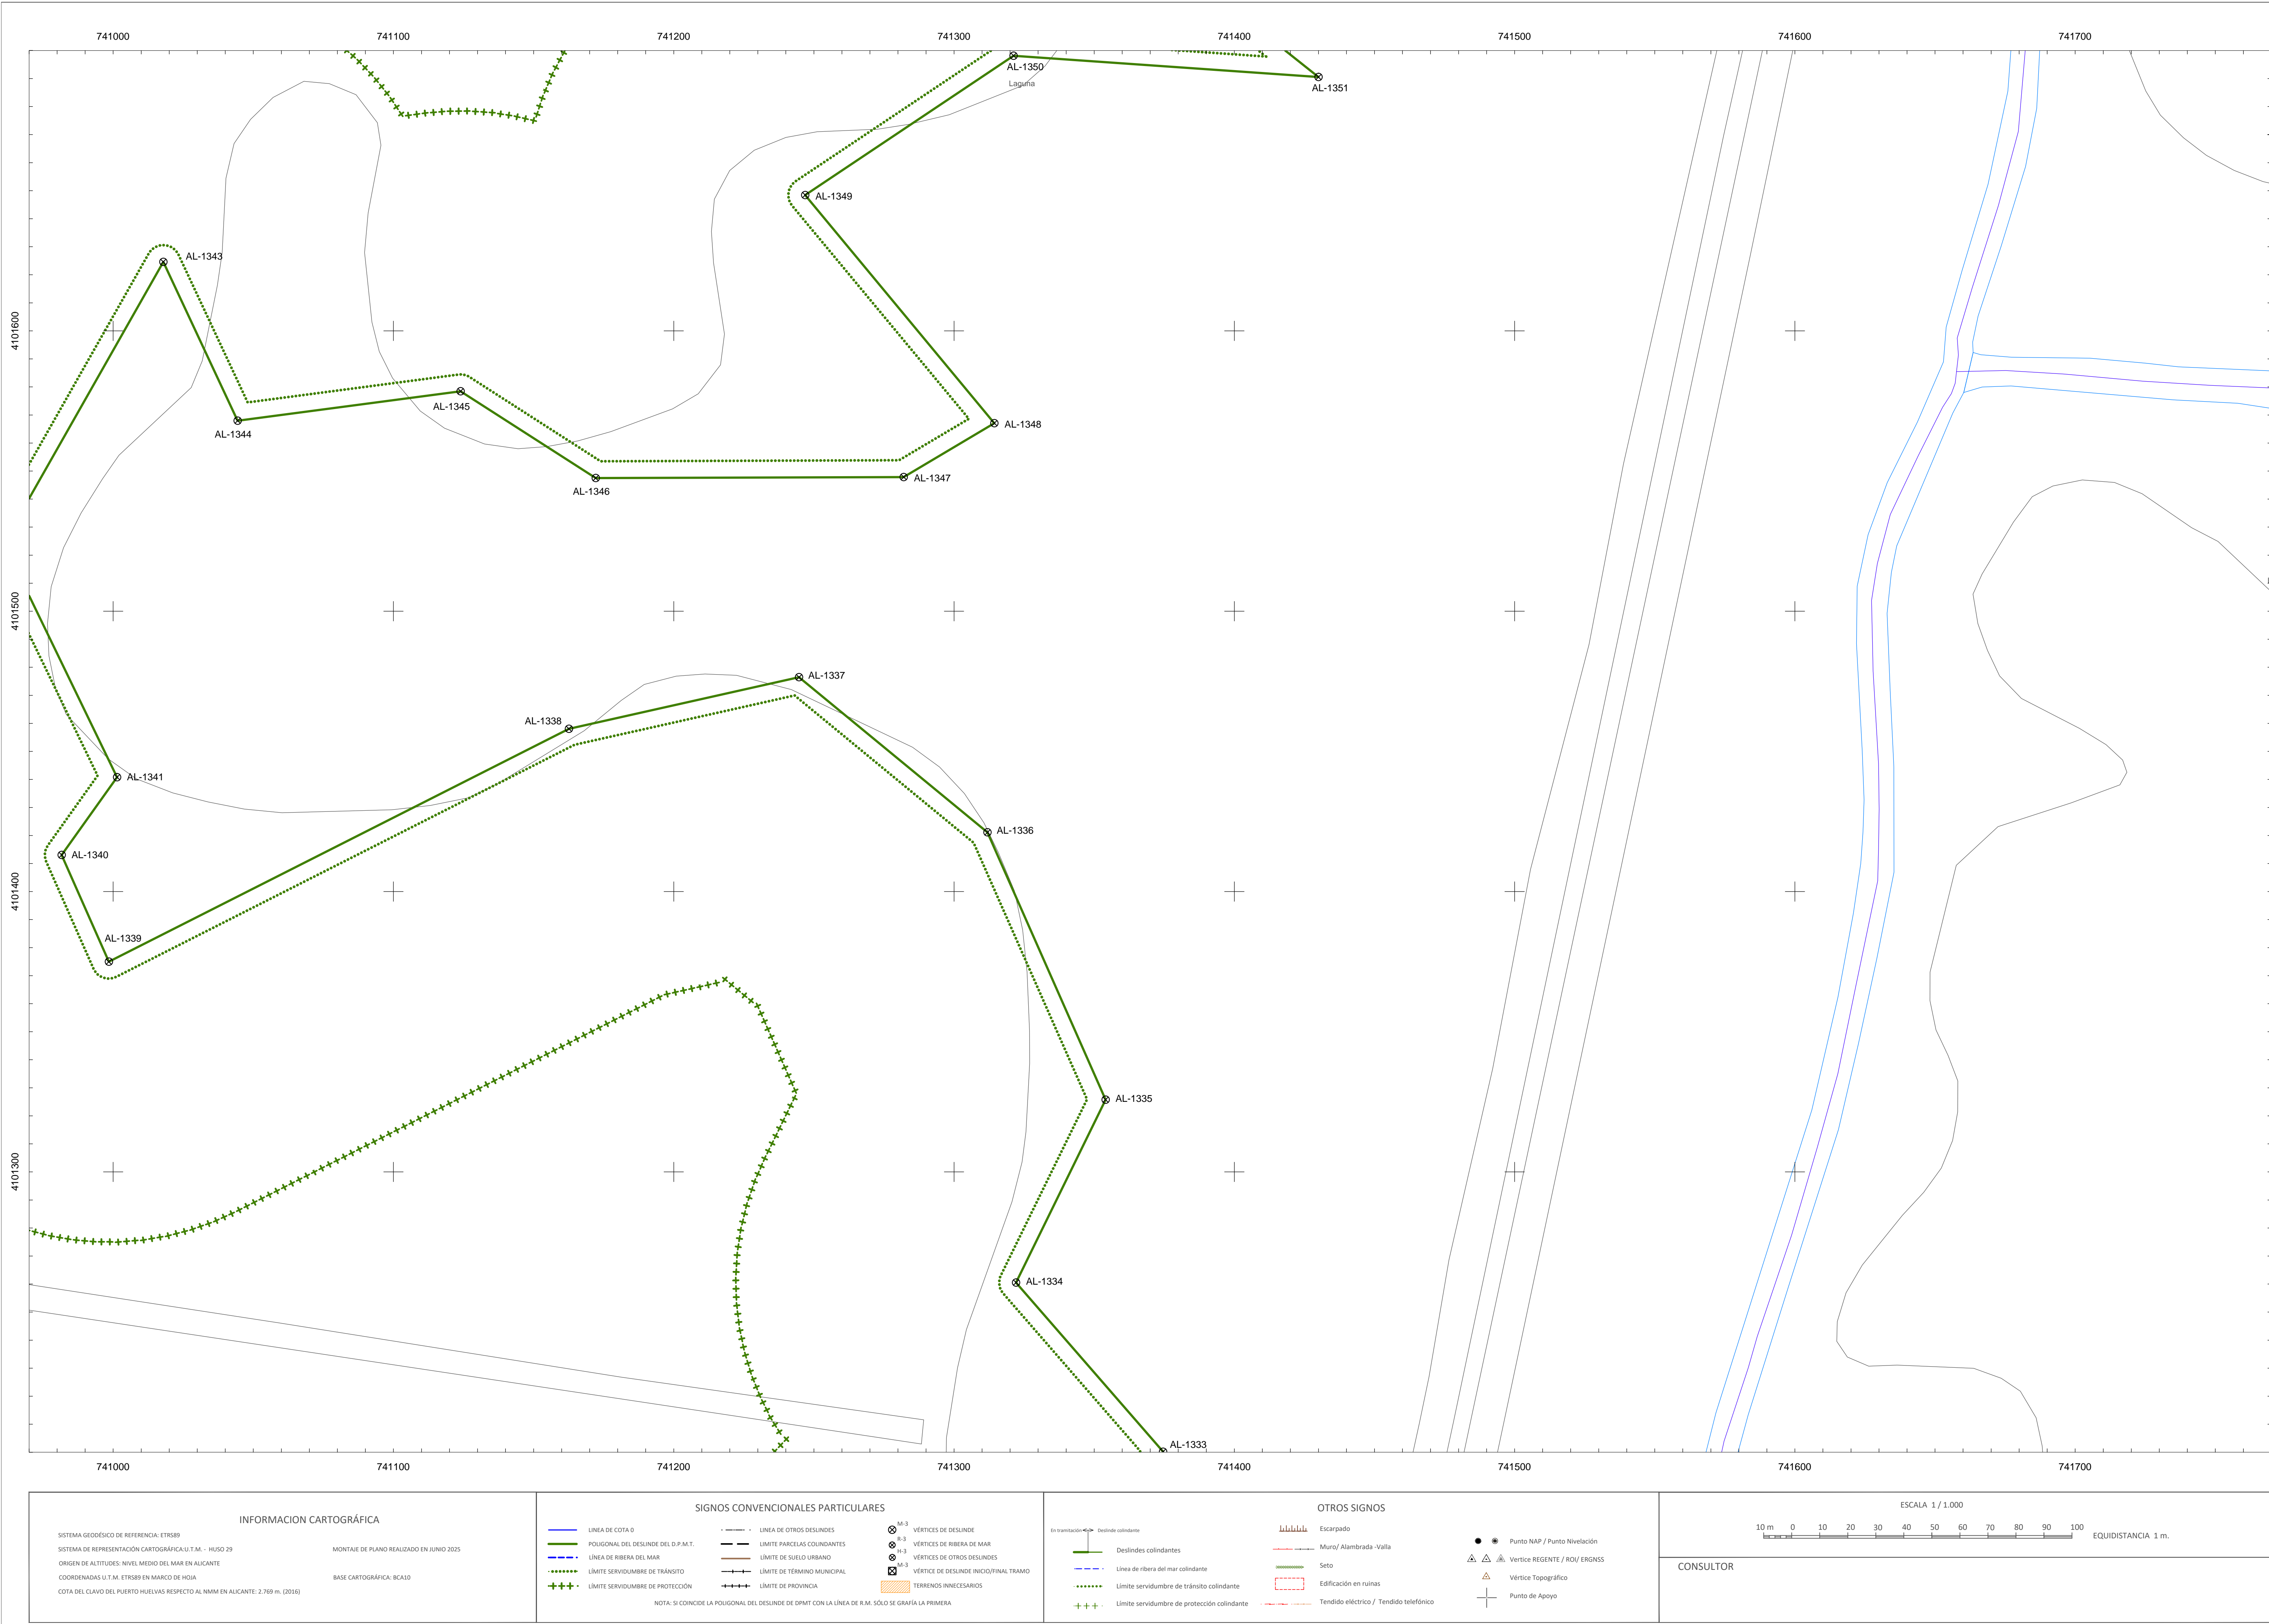 741000 741100 741200 741300 741400 741500 741600 741700
AL-1350
Laguna
AL-1351
AL-1349
AL-1343
4101600
AL-1345
AL-1344
AL-1348
AL-1347
AL-1346
4101500
AL-1337
AL-1338
AL-1341
AL-1336
AL-1340
4101400
AL-1339
AL-1335
4101300
AL-1334
AL-1333
741000 741100 741200 741300 741400 741500 741600 741700
INFORMACION CARTOGRÁFICA
SISTEMA GEODÉSICO DE REFERENCIA: ETRS89
SISTEMA DE REPRESENTACIÓN CARTOGRÁFICA:U.T.M. - HUSO 29
MONTAJE DE PLANO REALIZADO EN JUNIO 2025
ORIGEN DE ALTITUDES: NIVEL MEDIO DEL MAR EN ALICANTE
COORDENADAS U.T.M. ETRS89 EN MARCO DE HOJA
BASE CARTOGRÁFICA: BCA10
COTA DEL CLAVO DEL PUERTO HUELVAS RESPECTO AL NMM EN ALICANTE: 2.769 m. (2016)
SIGNOS CONVENCIONALES PARTICULARES
LINEA DE COTA 0
POLIGONAL DEL DESLINDE DEL D.P.M.T.
LÍNEA DE RIBERA DEL MAR
LÍMITE SERVIDUMBRE DE TRÁNSITO
LÍMITE SERVIDUMBRE DE PROTECCIÓN
LINEA DE OTROS DESLINDES
LIMITE PARCELAS COLINDANTES
LÍMITE DE SUELO URBANO
LÍMITE DE TÉRMINO MUNICIPAL
LÍMITE DE PROVINCIA
M-3
VÉRTICES DE DESLINDE
R-3
VÉRTICES DE RIBERA DE MAR
H-3
VÉRTICES DE OTROS DESLINDES
M-3
VÉRTICE DE DESLINDE INICIO/FINAL TRAMO
TERRENOS INNECESARIOS
NOTA: SI COINCIDE LA POLIGONAL DEL DESLINDE DE DPMT CON LA LÍNEA DE R.M. SÓLO SE GRAFÍA LA PRIMERA
OTROS SIGNOS
En tramitación Deslinde colindante
Deslindes colindantes
Línea de ribera del mar colindante
Límite servidumbre de tránsito colindante
Límite servidumbre de protección colindante
Escarpado
Muro/ Alambrada -Valla
Seto
Edificación en ruinas
Tendido eléctrico / Tendido telefónico
Punto NAP / Punto Nivelación
Vertice REGENTE / ROI/ ERGNSS
Vértice Topográfico
Punto de Apoyo
ESCALA 1 / 1.000
10 m 0 10 20 30 40 50 60 70 80 90 100
EQUIDISTANCIA 1 m.
CONSULTOR